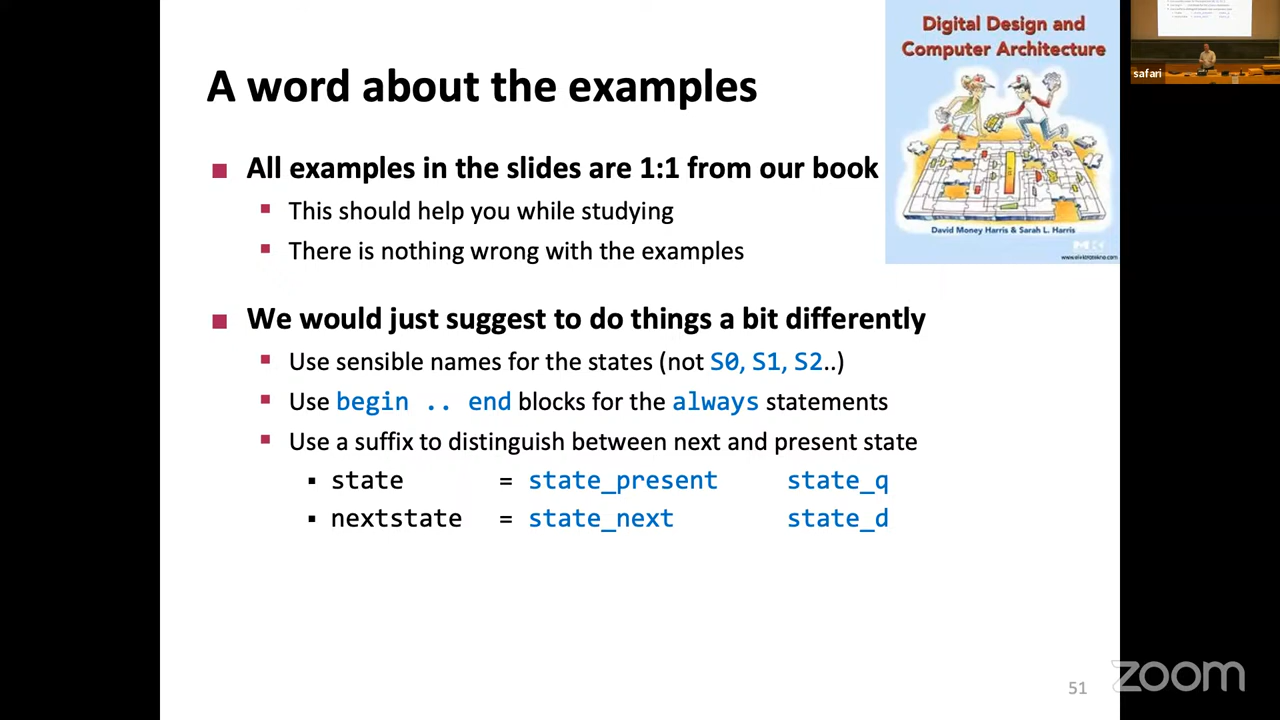 A word about the examples
■ All examples in the slides are 1:1 from our book
▪ This should help you while studying
▪ There is nothing wrong with the examples
■ We would just suggest to do things a bit differently
▪ Use sensible names for the states (not S0, S1, S2..)
▪ Use begin .. end blocks for the always statements
▪ Use a suffix to distinguish between next and present state
▪ state = state_present state_q
▪ nextstate = state_next state_d
Digital Design and
Computer Architecture
David Money Harris & Sarah L. Harris
safari
51
zoom